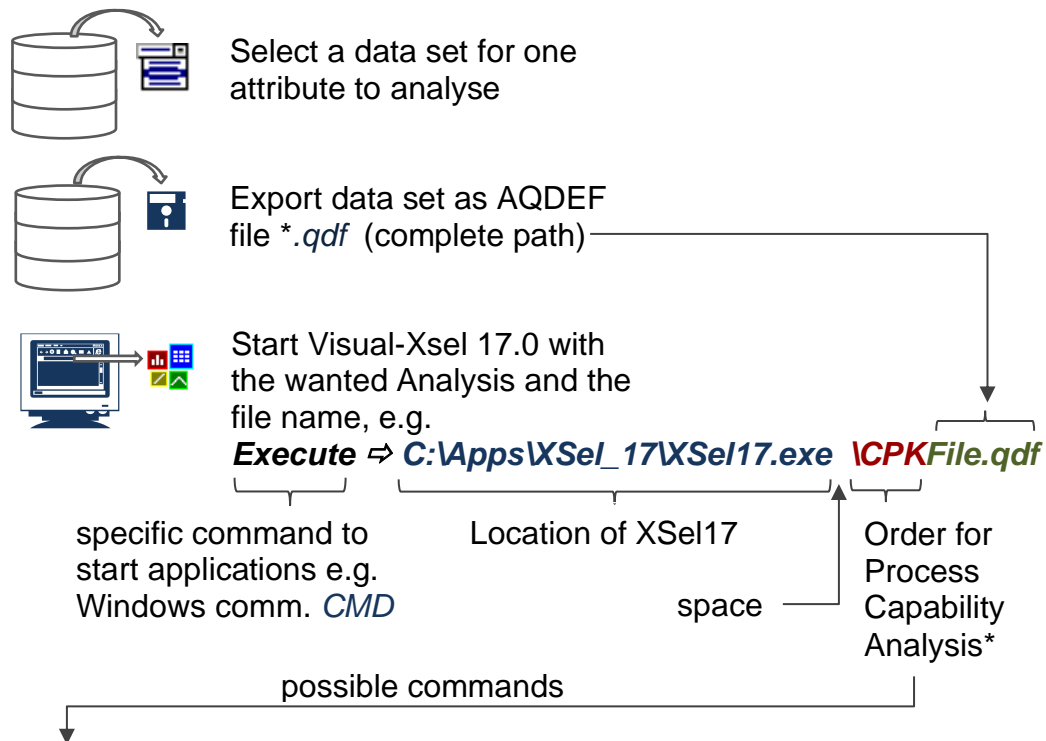 Select a data set for one
attribute to analyse
Export data set as AQDEF
file *.qdf (complete path)
Start Visual-Xsel 17.0 with
the wanted Analysis and the
file name, e.g.
Execute ⇨ C:\Apps\XSel_17\XSel17.exe \CPKFile.qdf
specific command to
start applications e.g.
Windows comm. CMD
Location of XSel17
space
Order for
Process
Capability
Analysis*
possible commands